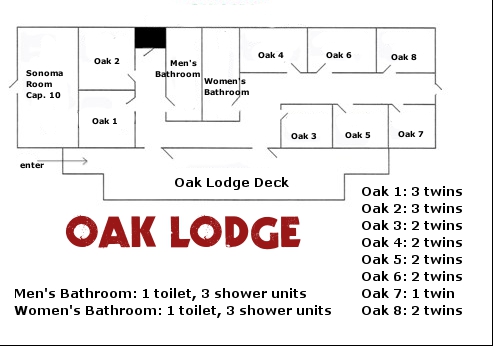 Oak 2
Men's
Bathroom
Oak 4
Oak 6
Oak 8
Sonoma
Room
Cap. 10
Women's
Bathroom
Oak 1
Oak 3
Oak 5
Oak 7
enter
Oak Lodge Deck
OAK LODGE
Oak 1: 3 twins
Oak 2: 3 twins
Oak 3: 2 twins
Oak 4: 2 twins
Oak 5: 2 twins
Oak 6: 2 twins
Oak 7: 1 twin
Oak 8: 2 twins
Men's Bathroom: 1 toilet, 3 shower units
Women's Bathroom: 1 toilet, 3 shower units